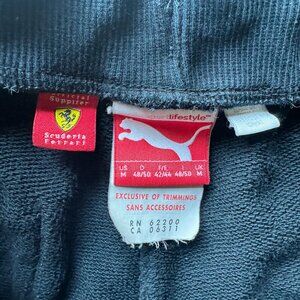 Official
Supplier
Scuderia
Ferrari
lifestyle
US D F/E I UK
M 48/50 42/44 48/50 M
EXCLUSIVE OF TRIMMINGS
SANS ACCESSOIRES
RN 62200
CA 06311